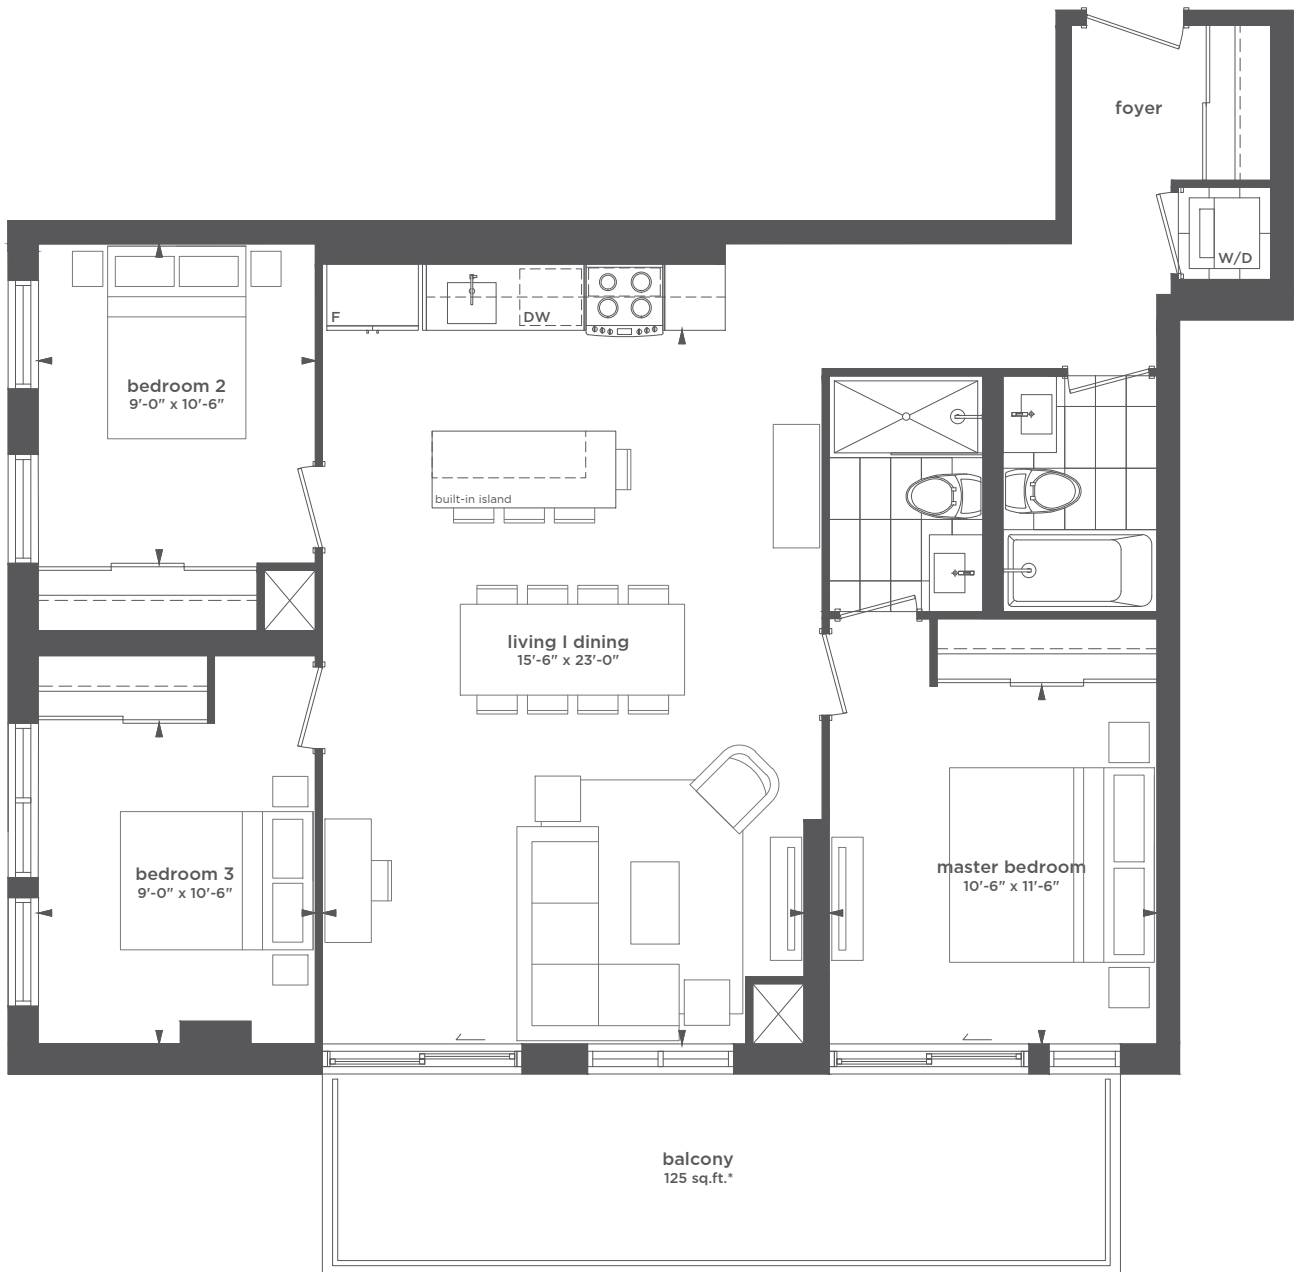 foyer
W/D
F
DW
bedroom 2
9'-0" x 10'-6"
built-in island
living I dining
15'-6" x 23'-0"
bedroom 3
9'-0" x 10'-6"
master bedroom
10'-6" x 11'-6"
balcony
125 sq.ft.*